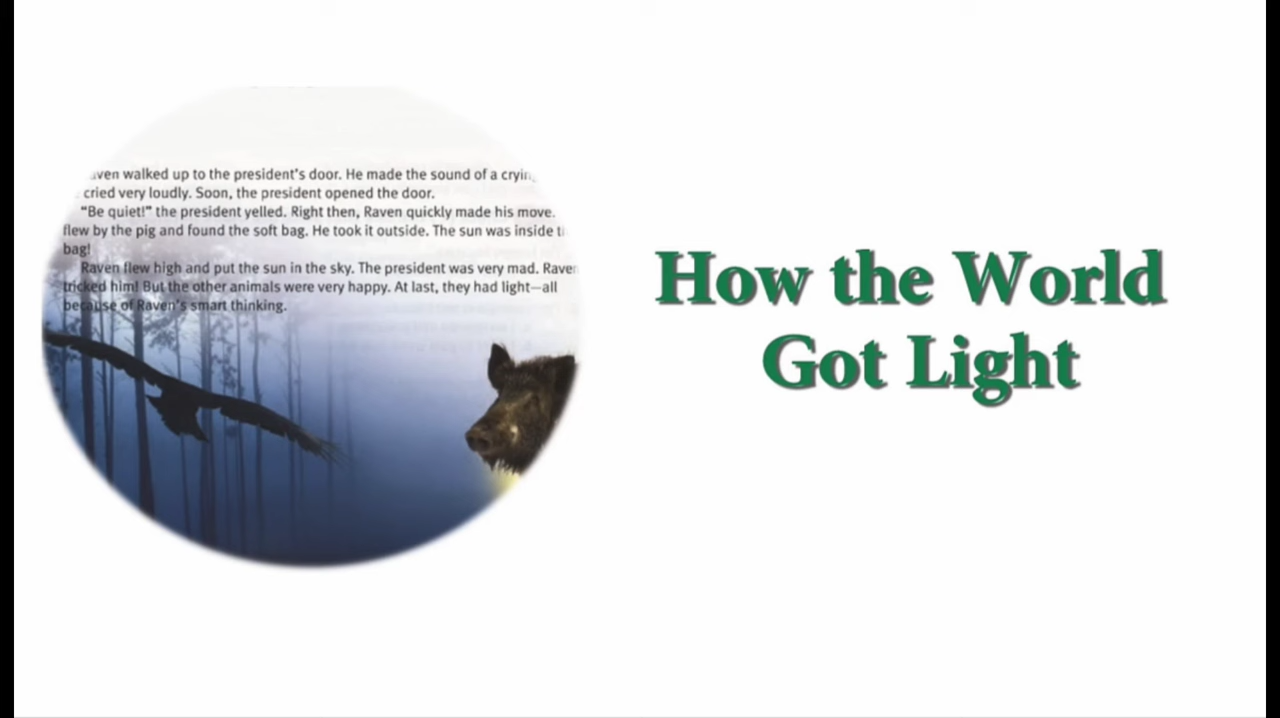 walked up to the president's door. He made the sound of a
cried very loudly. Soon, the president opened the door.
"Be quiet!" the president yelled. Right then, Raven quickly made his move.
flew by the pig and found the soft bag. He took it outside. The sun was inside
bag!
Raven flew high and put the sun in the sky. The president was very mad.
tricked him! But the other animals were very happy. At last, they had light—all
because of Raven's smart thinking.
How the World
Got Light